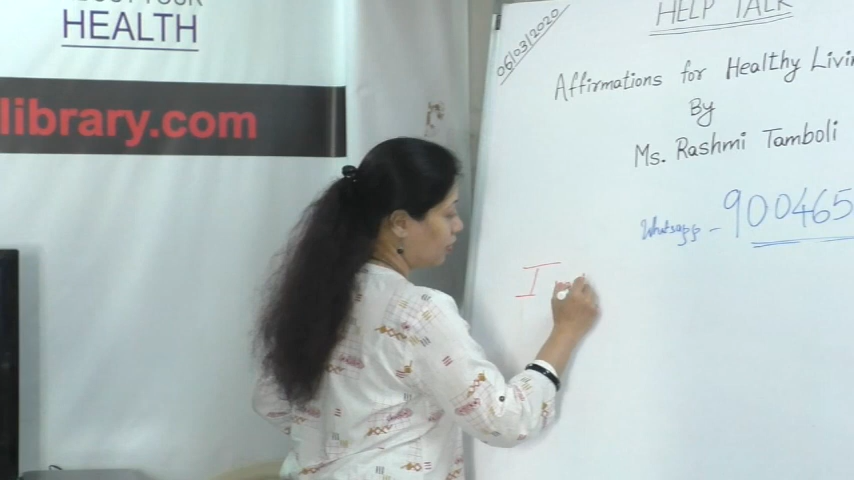 HEALTH
library.com
06/03/2020
HELP TALK
Affirmations for Healthy Livin
By
Ms. Rashmi Tamboli
Whatsapp - 900465
I